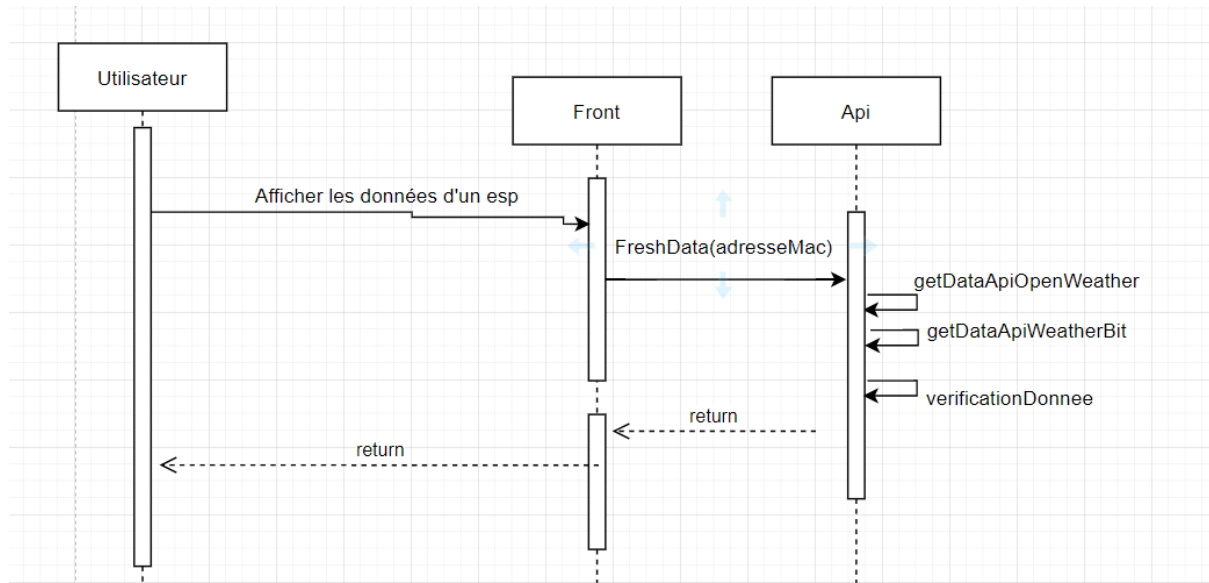 Utilisateur
Front
Api
Afficher les données d'un esp
FreshData(adresseMac)
getDataApiOpenWeather
getDataApiWeatherBit
verificationDonnee
return
return